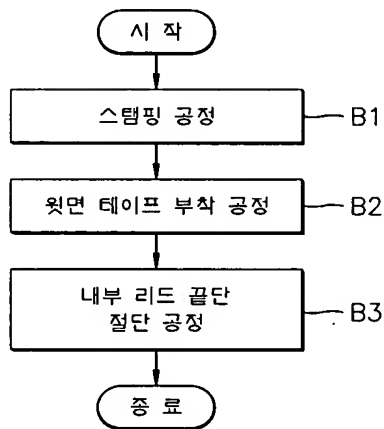 시 작
스탬핑 공정
B1
윗면 테이프 부착 공정
B2
내부 리드 끝단
절단 공정
B3
종 료